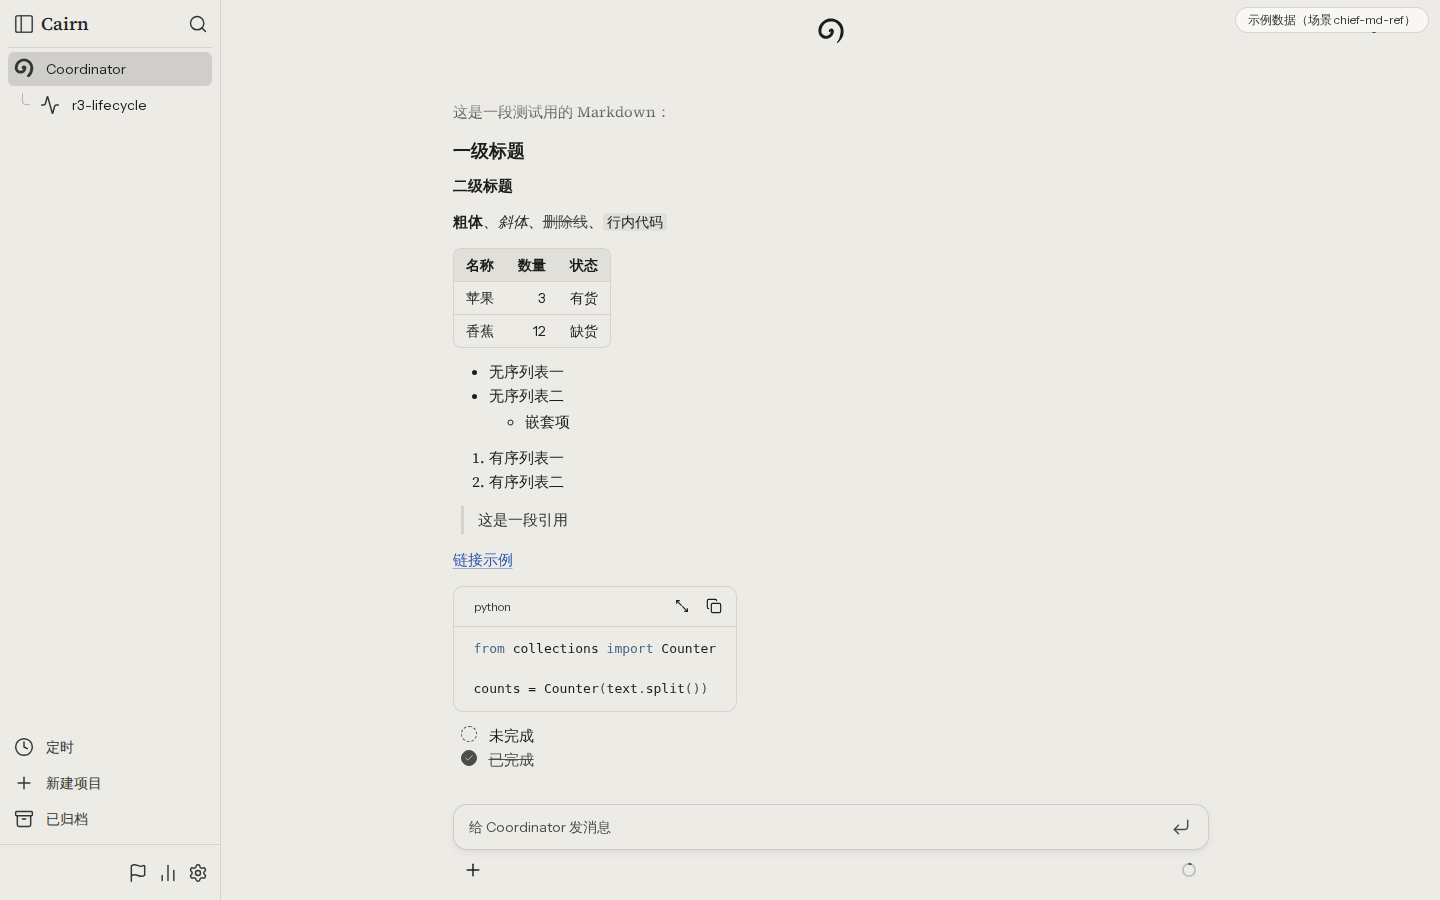 Cairn
Coordinator
r3-lifecycle
定时
新建项目
已归档
示例数据（场景 chief-md-ref）
这是一段测试用的 Markdown：
一级标题
二级标题
粗体、斜体、删除线、行内代码
名称 数量 状态
苹果 3 有货
香蕉 12 缺货
无序列表一
无序列表二
嵌套项
1. 有序列表一
2. 有序列表二
这是一段引用
链接示例
python
from collections import Counter
counts = Counter(text.split())
未完成
已完成
给 Coordinator 发消息